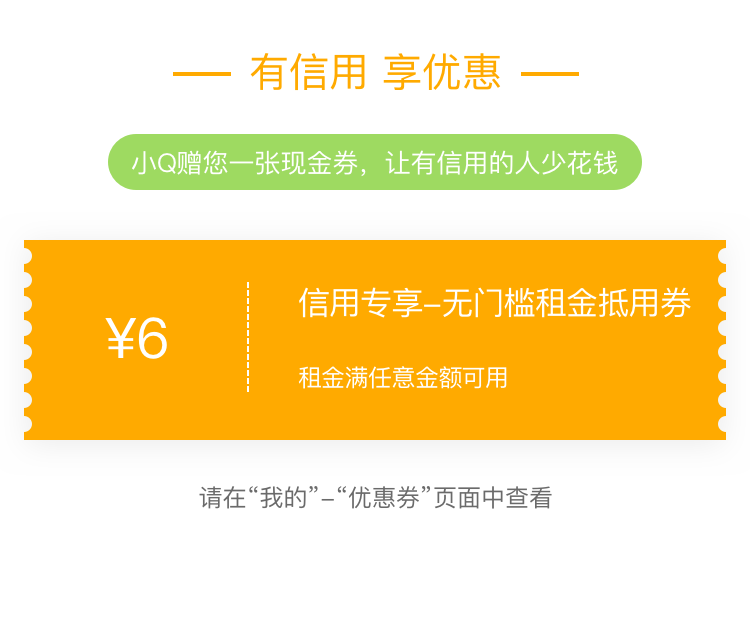 有信用 享优惠
小Q赠您一张现金券，让有信用的人少花钱
¥6
信用专享–无门槛租金抵用券
租金满任意金额可用
请在“我的”–“优惠券”页面中查看